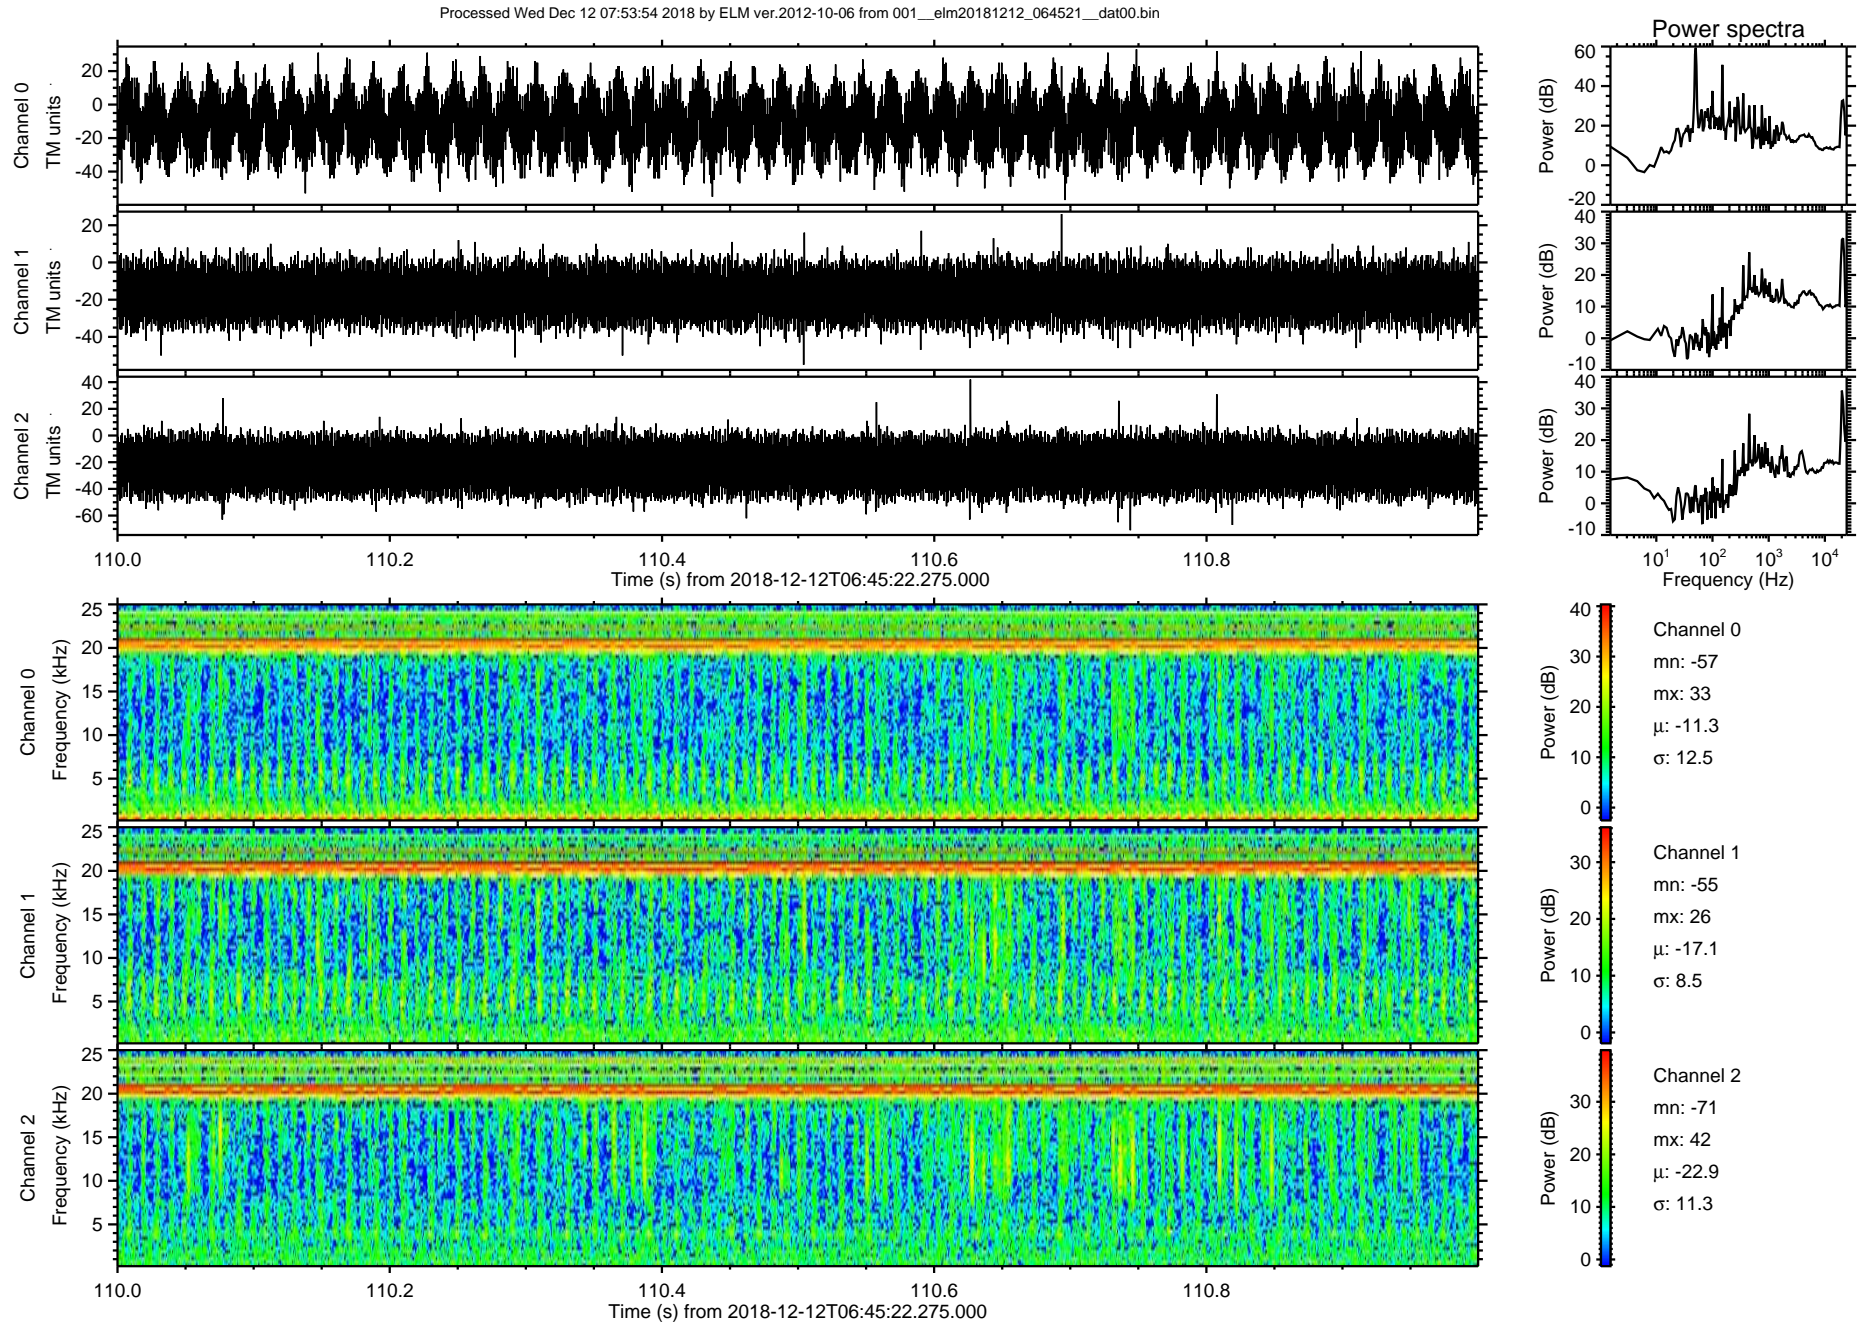 Processed Wed Dec 12 07:53:54 2018 by ELM ver.2012-10-06 from 001__elm20181212_064521__dat00.bin
Power spectra
Channel 0
TM units
20
0
-20
-40
Power (dB)
60
40
20
0
-20
Channel 1
TM units
20
0
-20
-40
Power (dB)
40
30
20
10
0
-10
Channel 2
TM units
40
20
0
-20
-40
-60
Power (dB)
40
30
20
10
0
-10
110.0 110.2 110.4 110.6 110.8
Time (s) from 2018-12-12T06:45:22.275.000
10¹ 10² 10³ 10⁴
Frequency (Hz)
Channel 0
Frequency (kHz)
25
20
15
10
5
Power (dB)
40
30
20
10
0
Channel 0
mn: -57
mx: 33
μ: -11.3
σ: 12.5
Channel 1
Frequency (kHz)
25
20
15
10
5
Power (dB)
30
20
10
0
Channel 1
mn: -55
mx: 26
μ: -17.1
σ: 8.5
Channel 2
Frequency (kHz)
25
20
15
10
5
Power (dB)
30
20
10
0
Channel 2
mn: -71
mx: 42
μ: -22.9
σ: 11.3
110.0 110.2 110.4 110.6 110.8
Time (s) from 2018-12-12T06:45:22.275.000